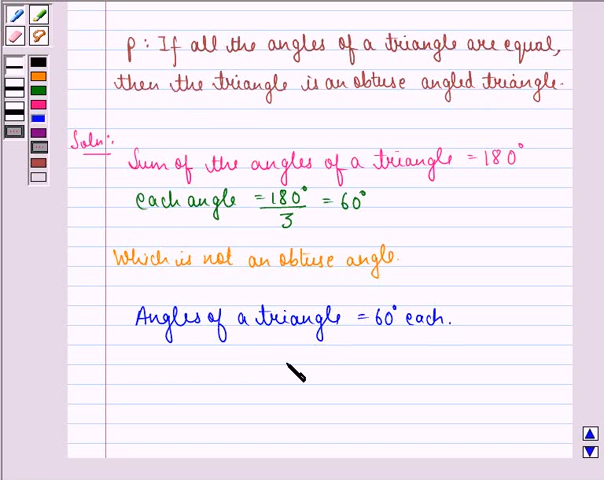 p : If all the angles of a triangle are equal,
then the triangle is an obtuse angled triangle.
Soln:
Sum of the angles of a triangle = 180°
each angle = 180°/3 = 60°
Which is not an obtuse angle.
Angles of a triangle = 60° each.